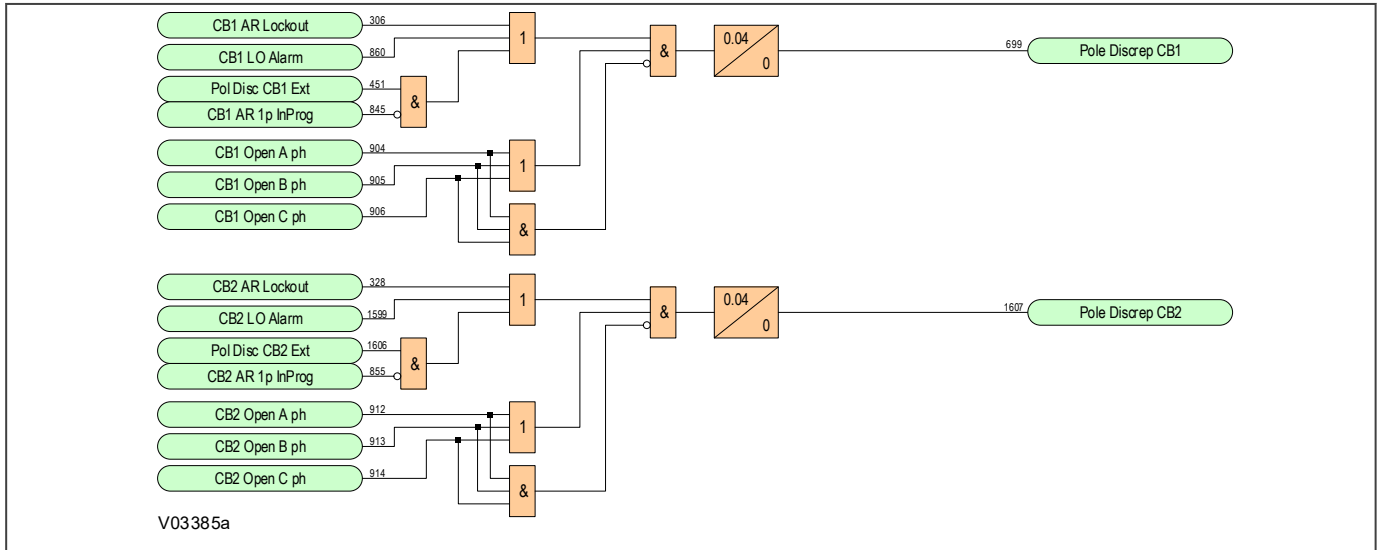 CB1 AR Lockout 306
1
CB1 LO Alarm 860
Pol Disc CB1 Ext 451
&
CB1 AR 1p InProg 845
&
0.04
0
699 Pole Discrep CB1
CB1 Open A ph 904
1
CB1 Open B ph 905
CB1 Open C ph 906
&
CB2 AR Lockout 328
1
CB2 LO Alarm 1599
Pol Disc CB2 Ext 1606
&
CB2 AR 1p InProg 855
&
0.04
0
1607 Pole Discrep CB2
CB2 Open A ph 912
1
CB2 Open B ph 913
CB2 Open C ph 914
&
V03385a